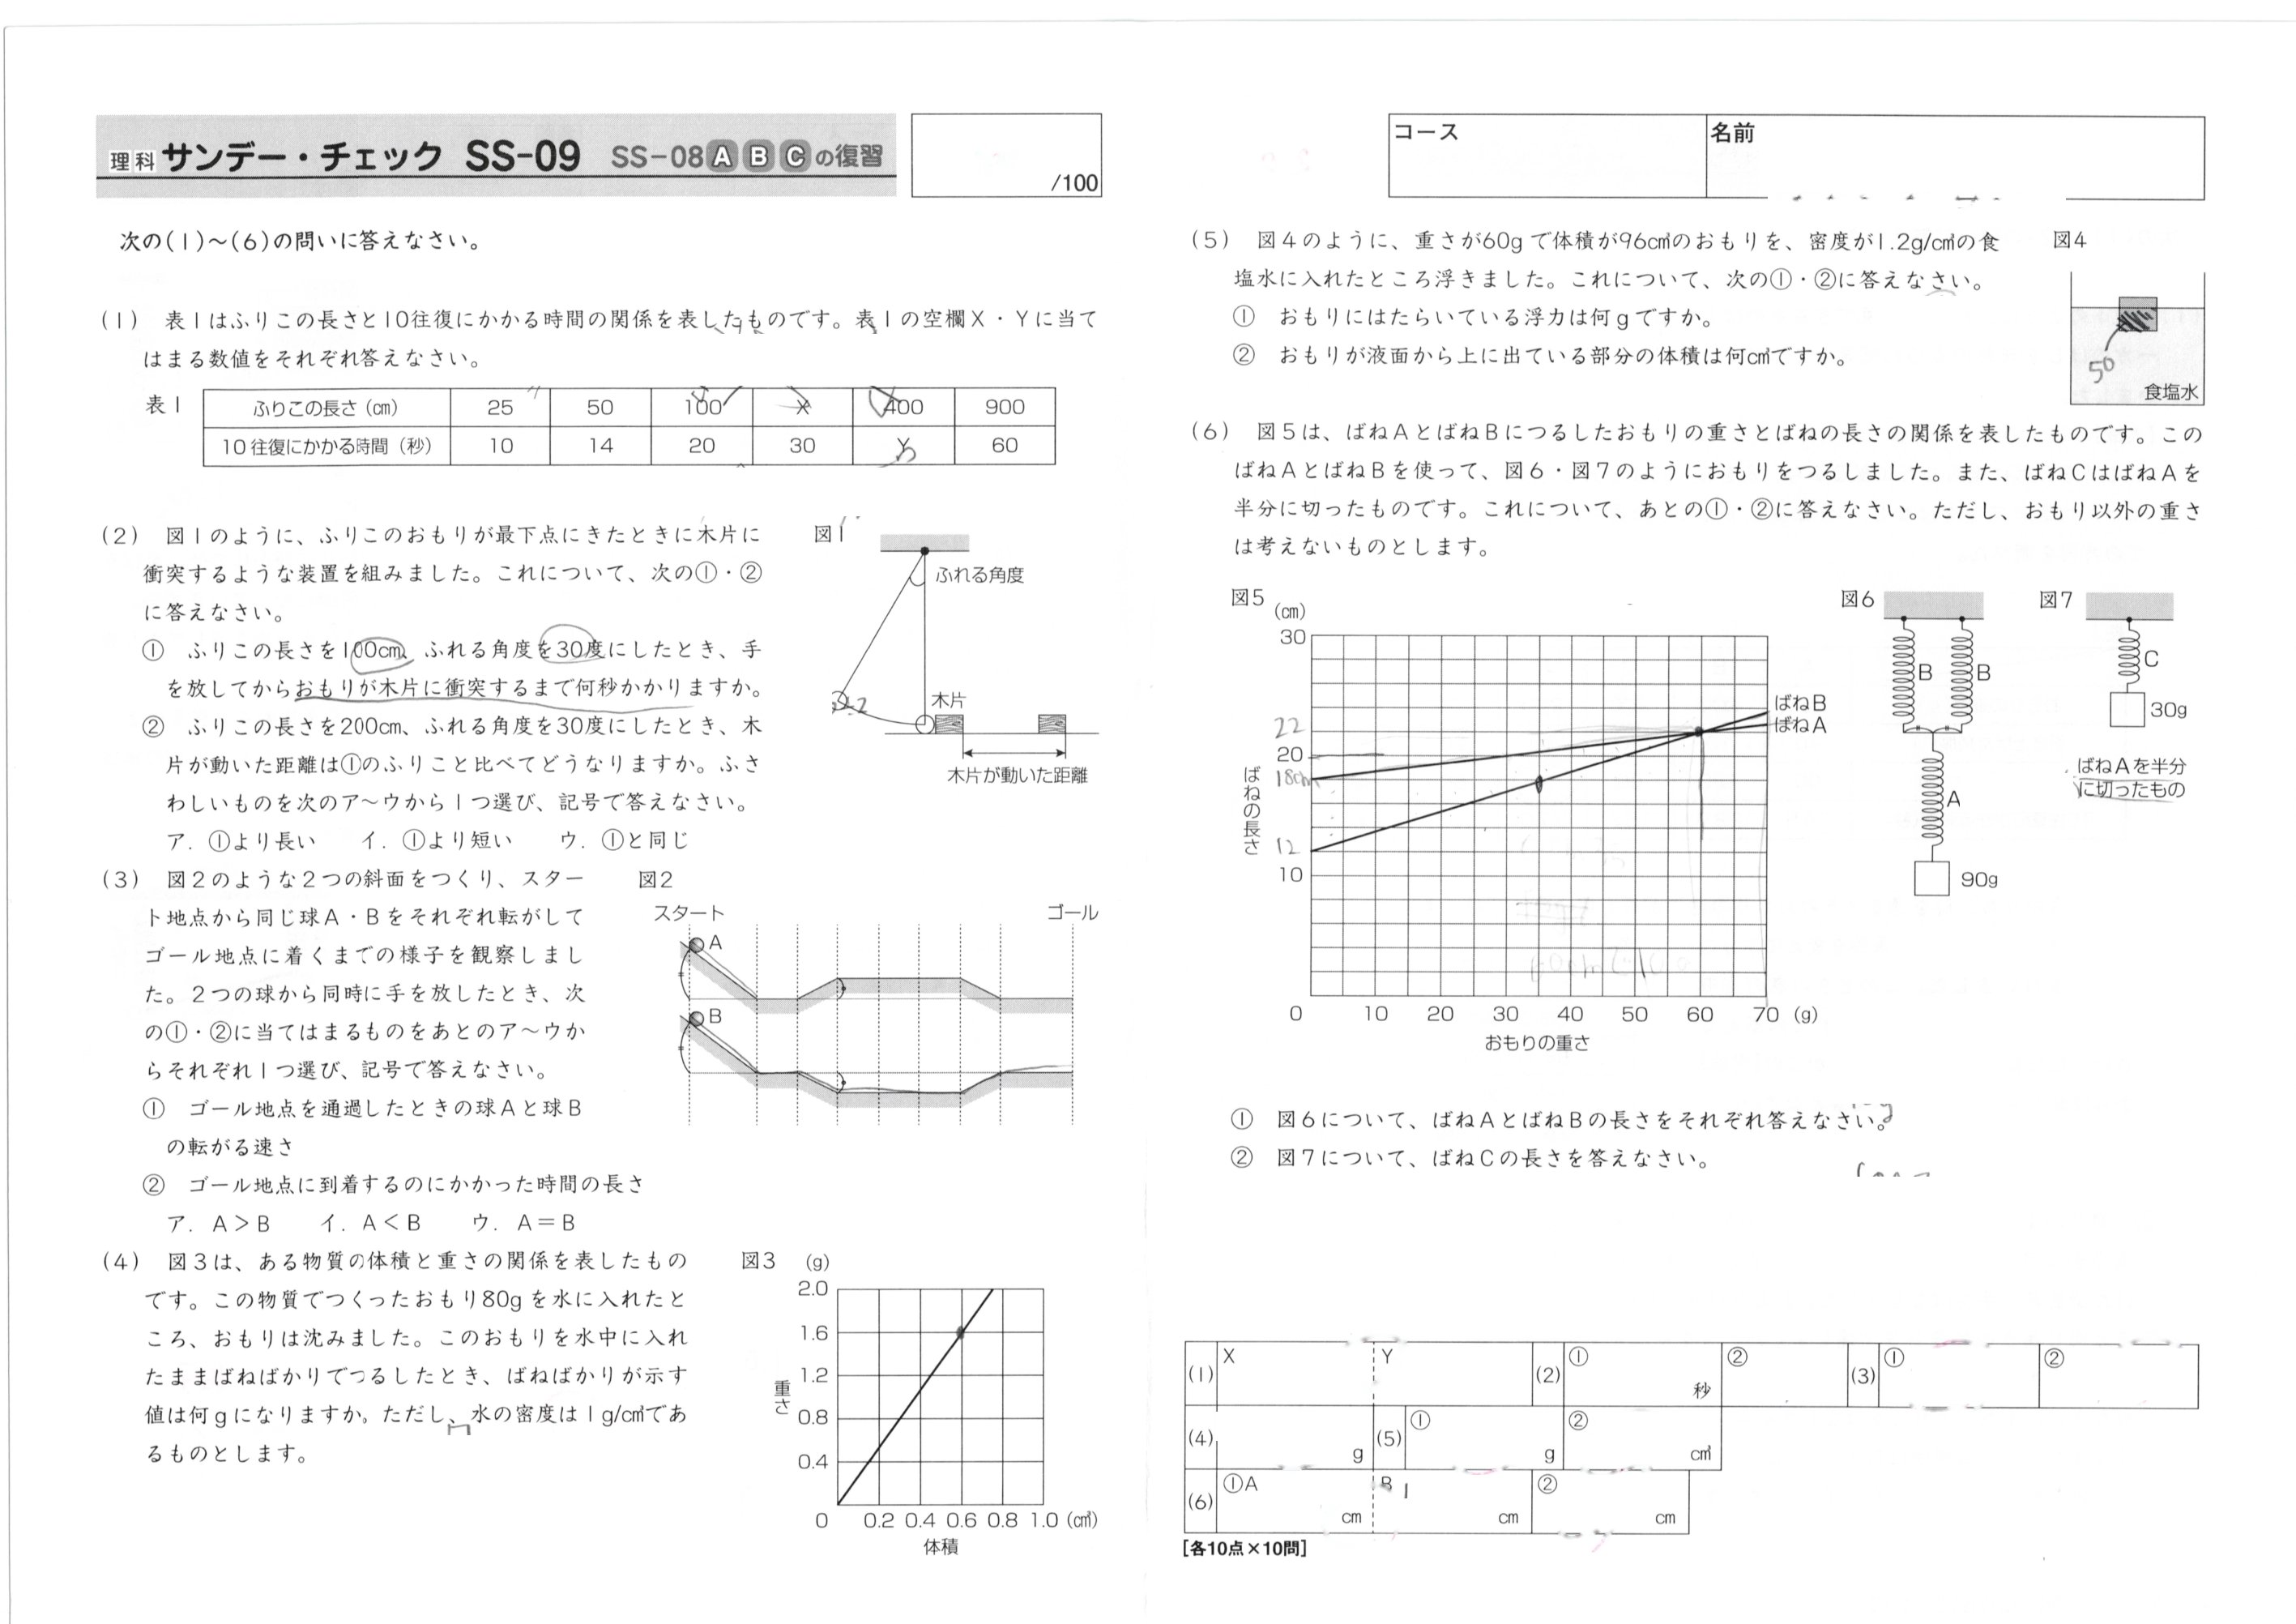 理科 サンデー・チェック SS-09 SS-08 A B C の復習
/100
コース
名前
次の(1)～(6)の問いに答えなさい。
(1) 表1はふりこの長さと10往復にかかる時間の関係を表したものです。表1の空欄X・Yに当て
はまる数値をそれぞれ答えなさい。
表1
ふりこの長さ(cm) 25 50 100 X 400 900
10往復にかかる時間(秒) 10 14 20 30 Y 60
(2) 図1のように、ふりこのおもりが最下点にきたときに木片に
衝突するような装置を組みました。これについて、次の①・②
に答えなさい。
① ふりこの長さを100cm、ふれる角度を30度にしたとき、手
を放してからおもりが木片に衝突するまで何秒かかりますか。
② ふりこの長さを200cm、ふれる角度を30度にしたとき、木
片が動いた距離は①のふりこと比べてどうなりますか。ふさ
わしいものを次のア～ウから1つ選び、記号で答えなさい。
ア. ①より長い イ. ①より短い ウ. ①と同じ
図1
ふれる角度
木片
木片が動いた距離
(3) 図2のような2つの斜面をつくり、スター
ト地点から同じ球A・Bをそれぞれ転がして
ゴール地点に着くまでの様子を観察しまし
た。2つの球から同時に手を放したとき、次
の①・②に当てはまるものをあとのア～ウか
らそれぞれ1つ選び、記号で答えなさい。
① ゴール地点を通過したときの球Aと球B
の転がる速さ
② ゴール地点に到着するのにかかった時間の長さ
ア. A＞B イ. A＜B ウ. A＝B
図2
スタート ゴール
A
B
(4) 図3は、ある物質の体積と重さの関係を表したもの
です。この物質でつくったおもり80gを水に入れたと
ころ、おもりは沈みました。このおもりを水中に入れ
たままばねばかりでつるしたとき、ばねばかりが示す
値は何gになりますか。ただし、水の密度は1g/cm³であ
るものとします。
図3 (g)
2.0
1.6
1.2
0.8
0.4
重さ
0 0.2 0.4 0.6 0.8 1.0 (cm³)
体積
(5) 図4のように、重さが60gで体積が96cm³のおもりを、密度が1.2g/cm³の食
塩水に入れたところ浮きました。これについて、次の①・②に答えなさい。
① おもりにはたらいている浮力は何gですか。
② おもりが液面から上に出ている部分の体積は何cm³ですか。
図4
50
食塩水
(6) 図5は、ばねAとばねBにつるしたおもりの重さとばねの長さの関係を表したものです。この
ばねAとばねBを使って、図6・図7のようにおもりをつるしました。また、ばねCはばねAを
半分に切ったものです。これについて、あとの①・②に答えなさい。ただし、おもり以外の重さ
は考えないものとします。
図5 (cm)
30
22
20
18cm
12
10
ばねの長さ
ばねB
ばねA
0 10 20 30 40 50 60 70 (g)
おもりの重さ
図6
B B
A
90g
図7
C
30g
ばねAを半分
に切ったもの
① 図6について、ばねAとばねBの長さをそれぞれ答えなさい。
② 図7について、ばねCの長さを答えなさい。
(1) X Y (2) ① 秒 ② (3) ① ②
(4) g (5) ① g ② cm³
(6) ①A cm B cm ② cm
[各10点×10問]